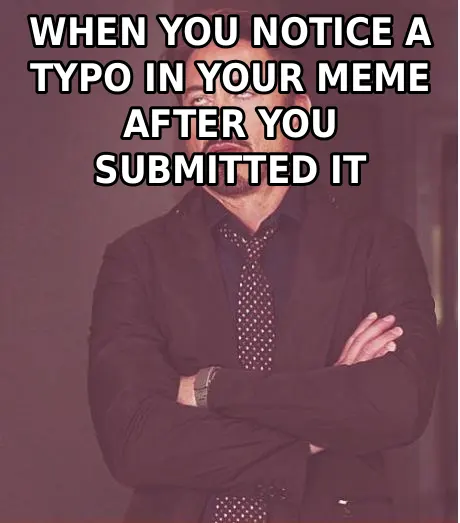 WHEN YOU NOTICE A
TYPO IN YOUR MEME
AFTER YOU
SUBMITTED IT